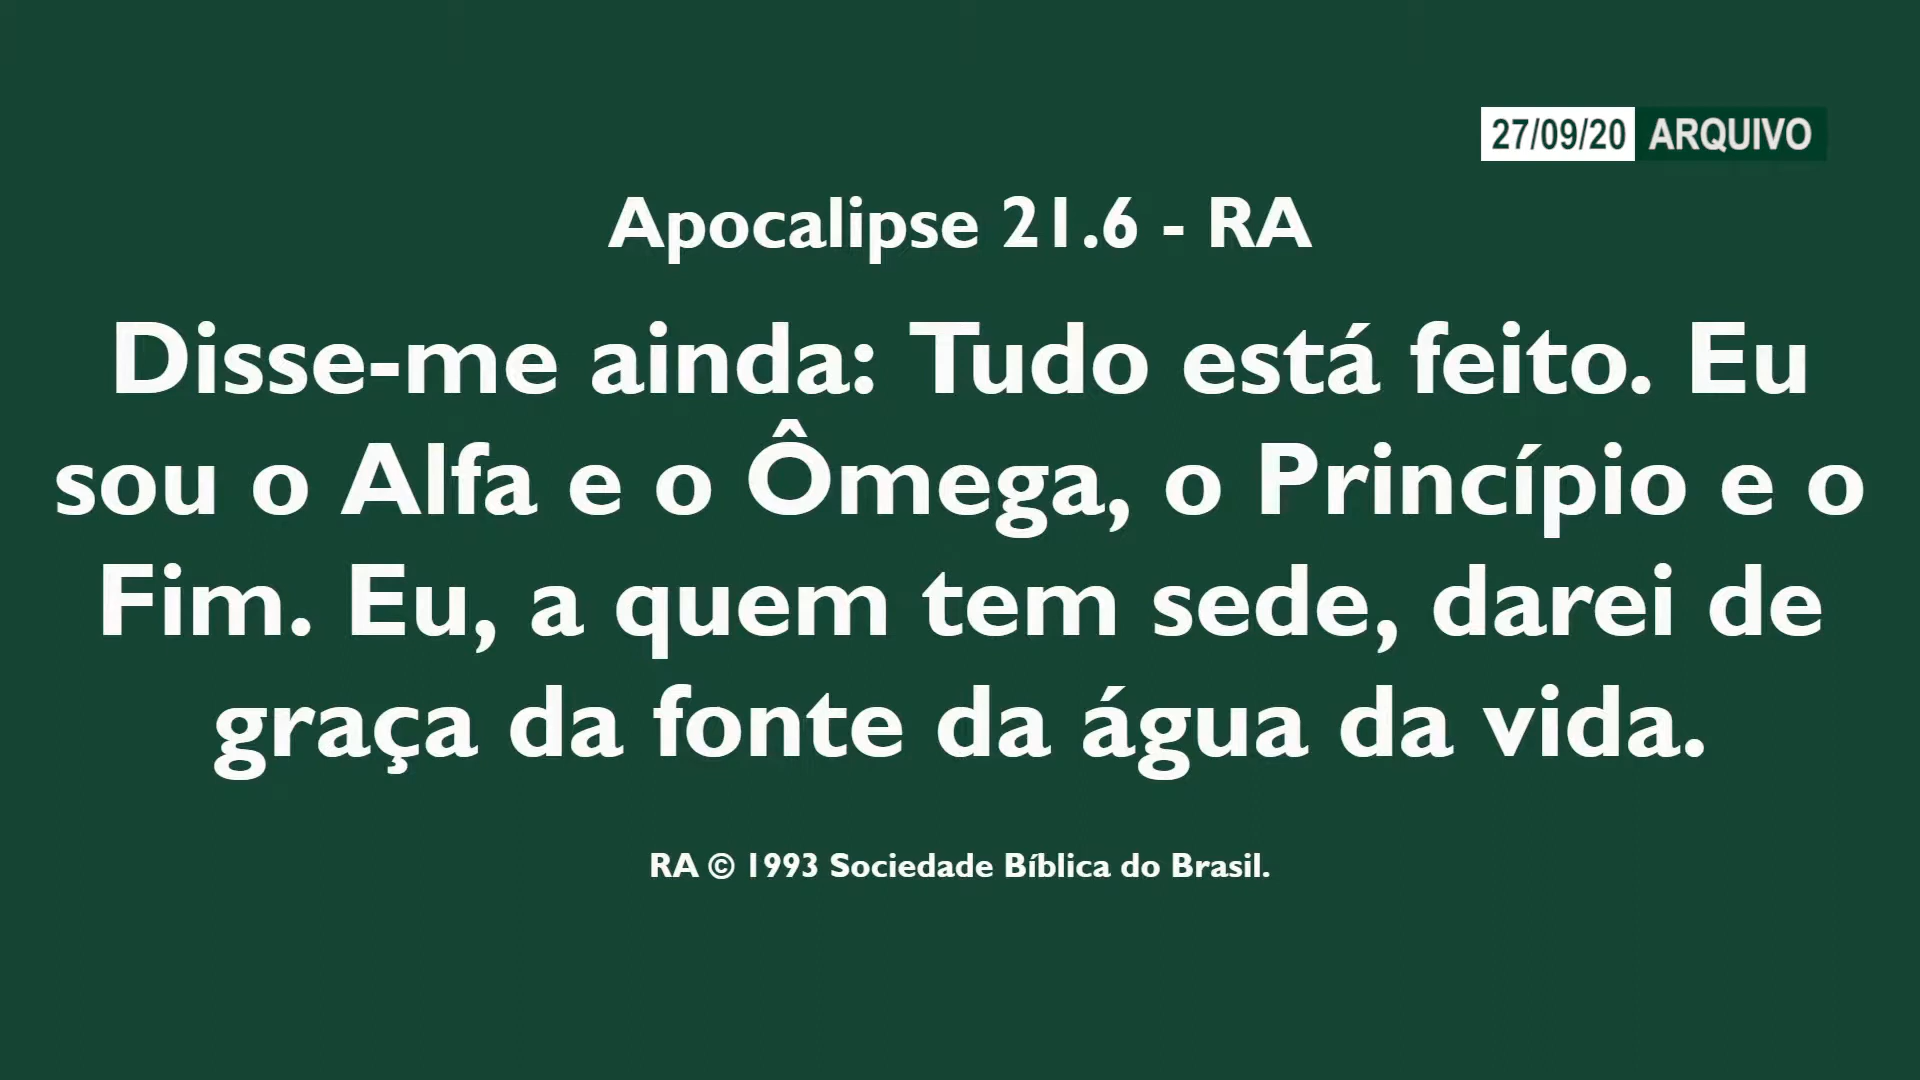 27/09/20 ARQUIVO
Apocalipse 21.6 - RA
Disse-me ainda: Tudo está feito. Eu
sou o Alfa e o Ômega, o Princípio e o
Fim. Eu, a quem tem sede, darei de
graça da fonte da água da vida.
RA © 1993 Sociedade Bíblica do Brasil.